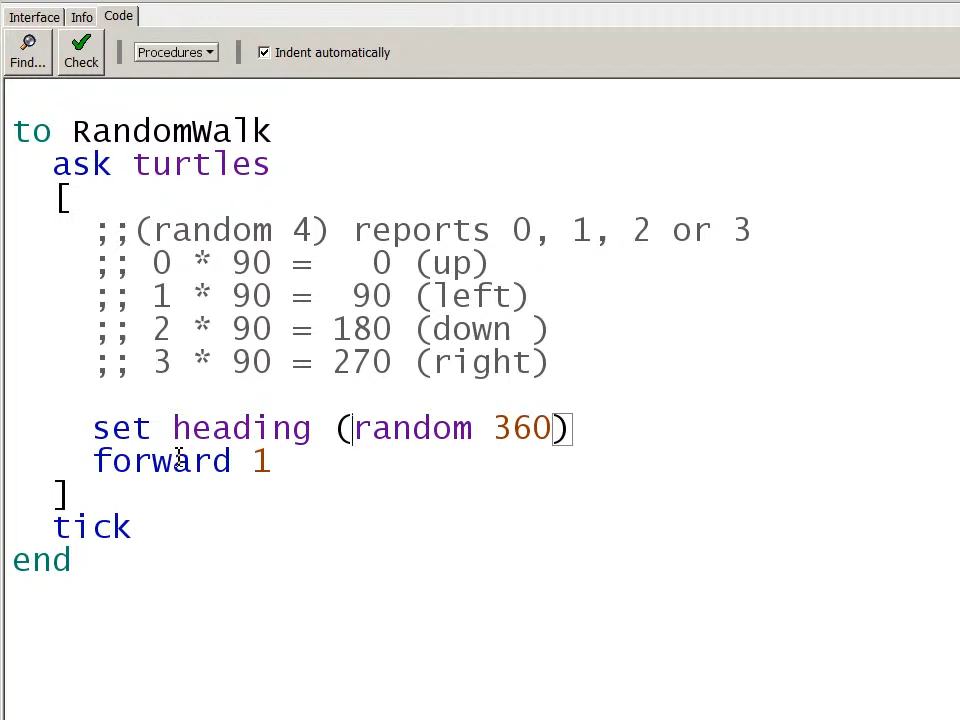 Interface Info Code
Find... Check Procedures Indent automatically
to RandomWalk
ask turtles
[
;;(random 4) reports 0, 1, 2 or 3
;; 0 * 90 =   0 (up)
;; 1 * 90 =  90 (left)
;; 2 * 90 = 180 (down )
;; 3 * 90 = 270 (right)
set heading (random 360)
forward 1
]
tick
end